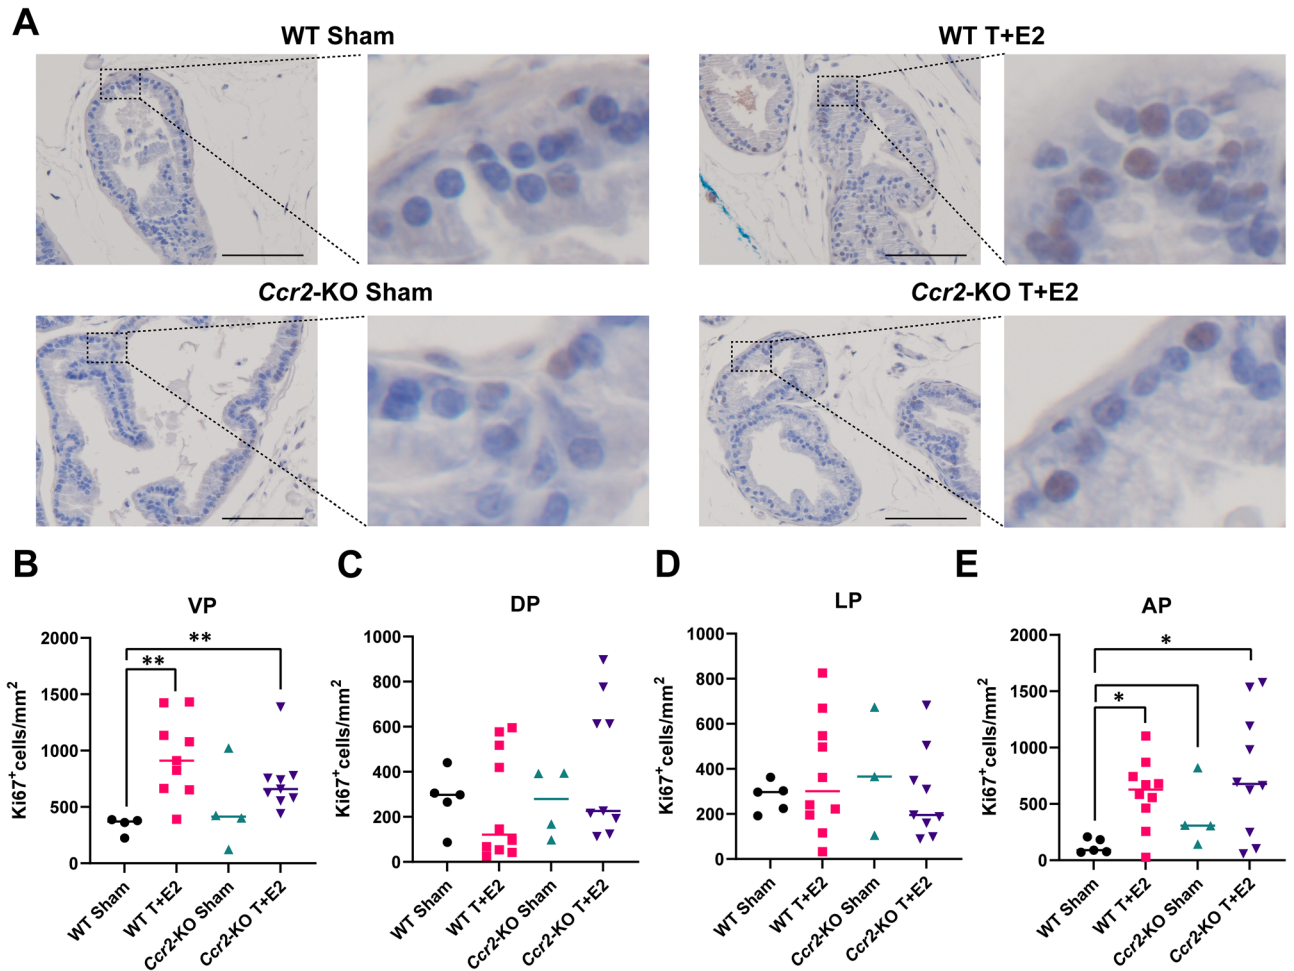 A
WT Sham
WT T+E2
Ccr2-KO Sham
Ccr2-KO T+E2
B
C
D
E
VP
Ki67+cells/mm2
2000
1500
1000
500
0
**
**
WT Sham
WT T+E2
Ccr2-KO Sham
Ccr2-KO T+E2
DP
Ki67+cells/mm2
1000
800
600
400
200
0
WT Sham
WT T+E2
Ccr2-KO Sham
Ccr2-KO T+E2
LP
Ki67+cells/mm2
1000
800
600
400
200
0
WT Sham
WT T+E2
Ccr2-KO Sham
Ccr2-KO T+E2
AP
Ki67+cells/mm2
2000
1500
1000
500
0
*
*
WT Sham
WT T+E2
Ccr2-KO Sham
Ccr2-KO T+E2